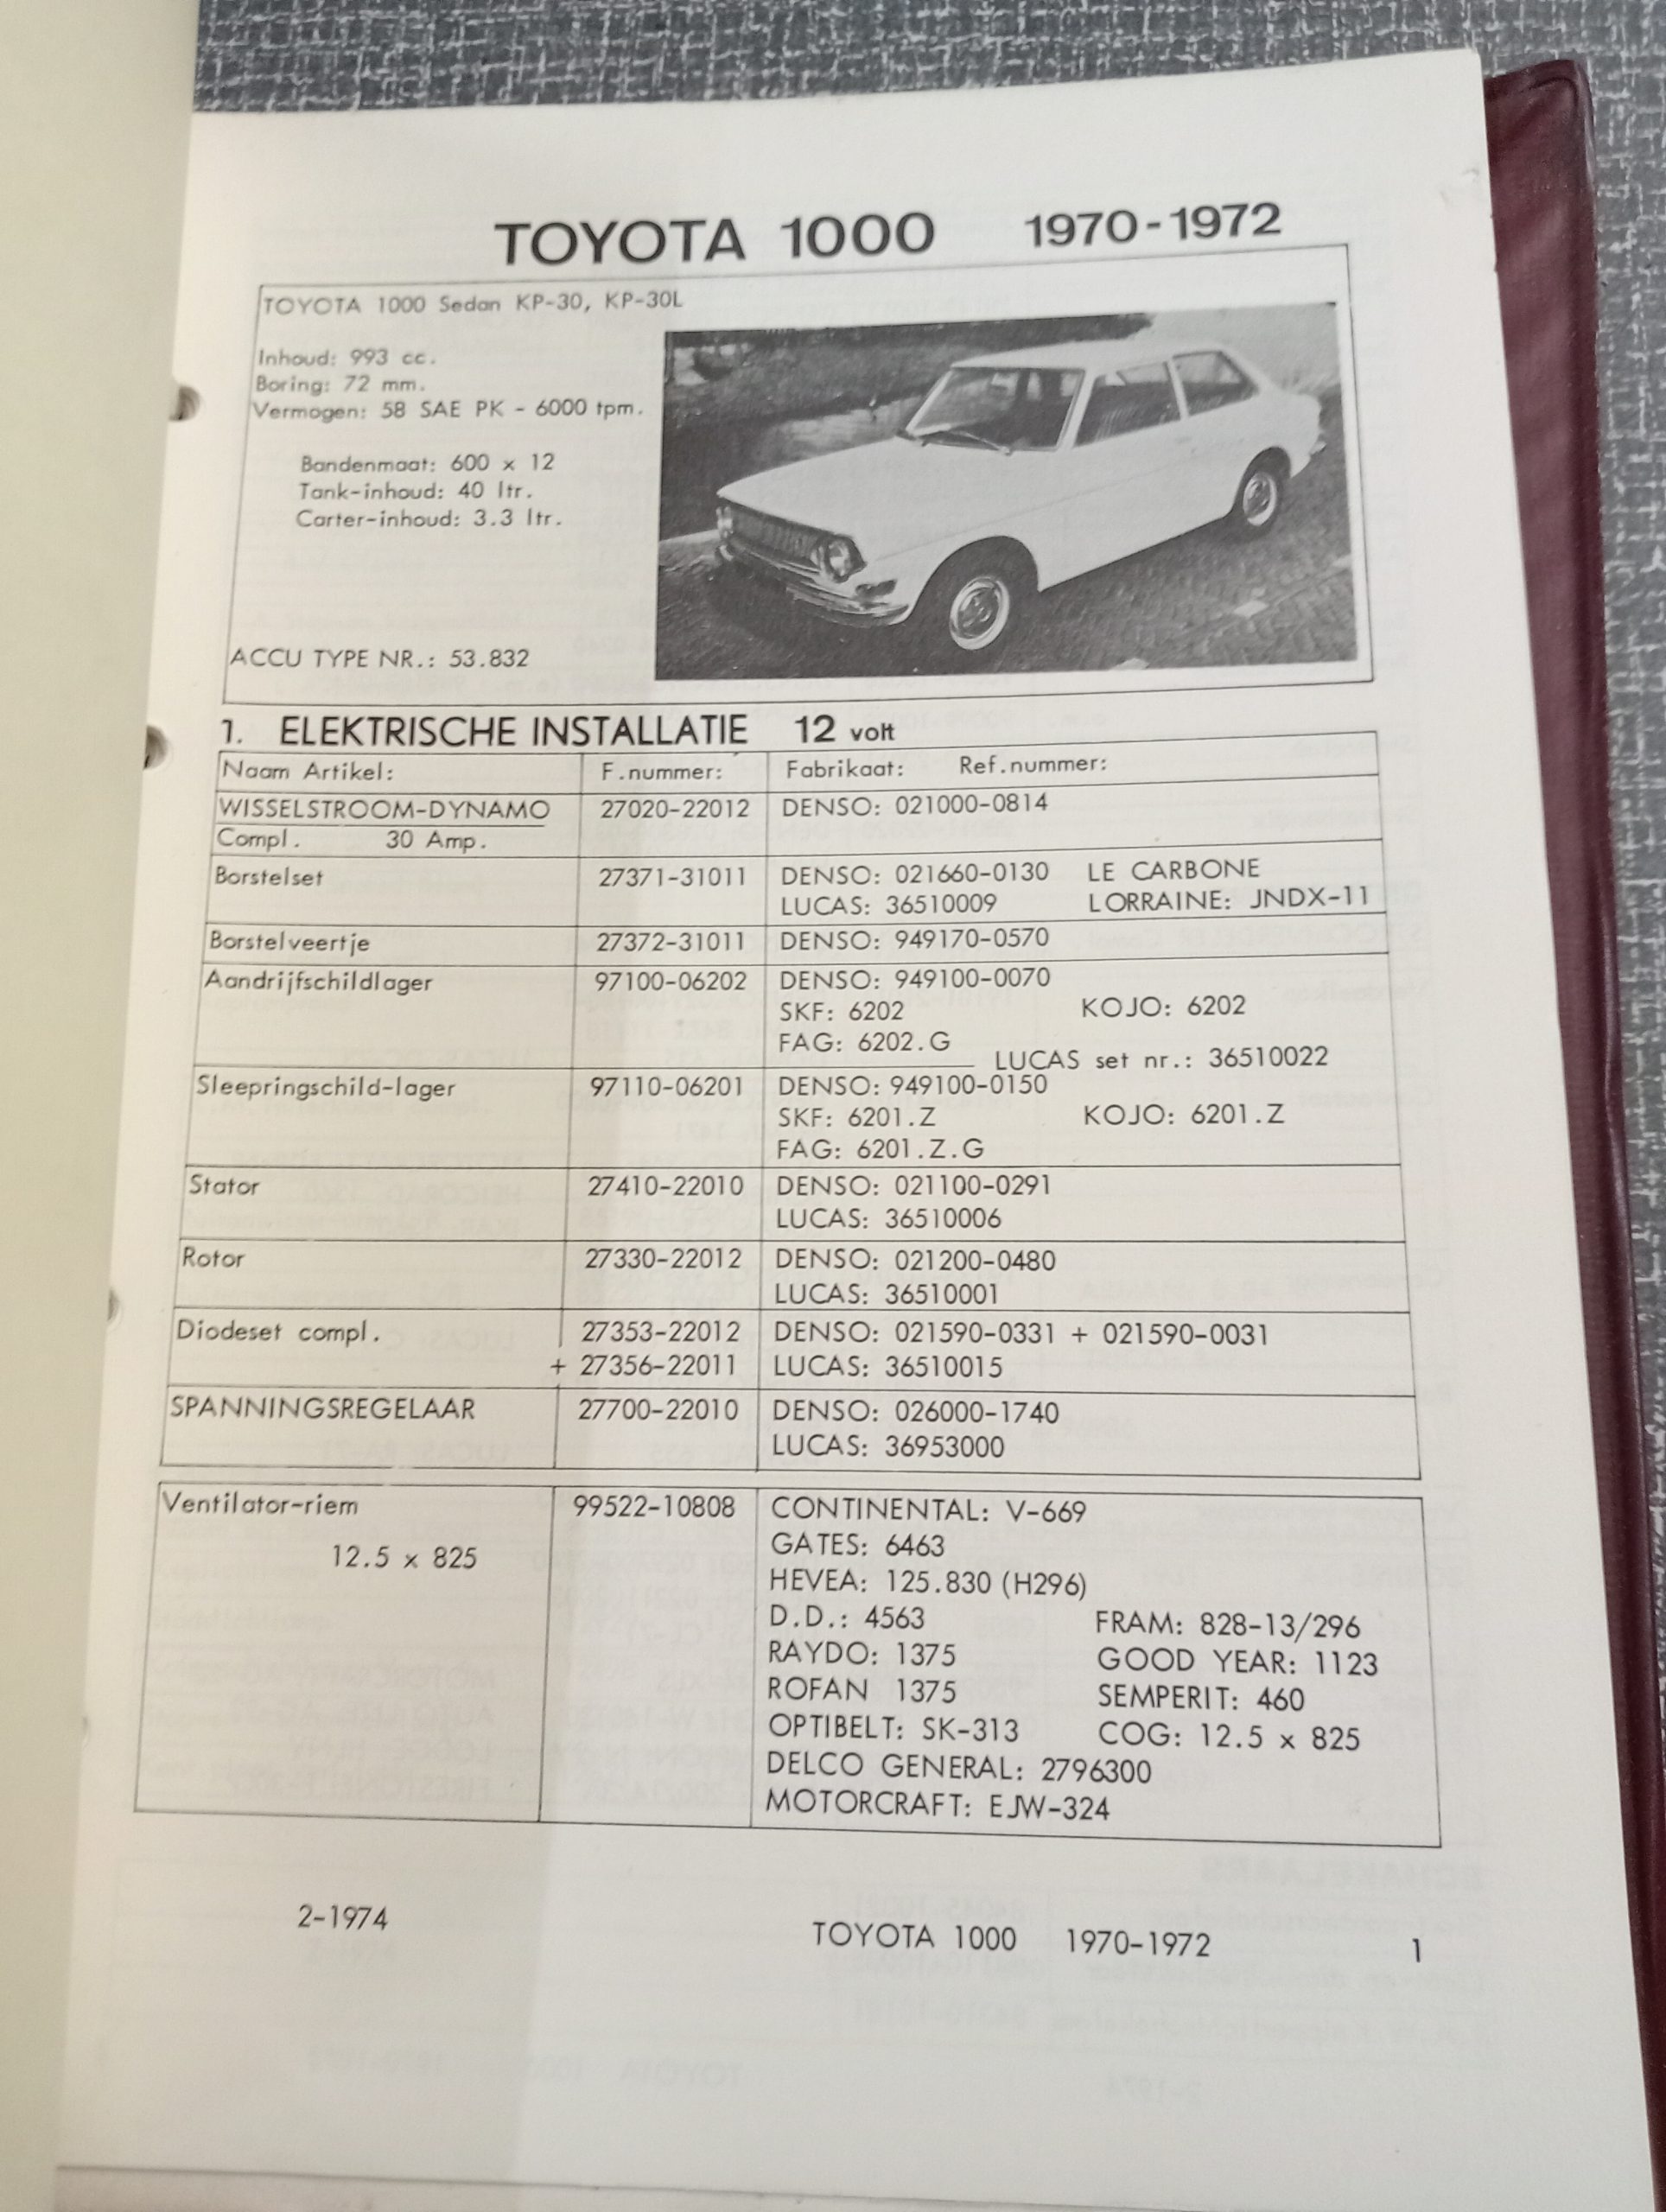 TOYOTA 1000 1970-1972
TOYOTA 1000 Sedan KP-30, KP-30L
Inhoud: 993 cc.
Boring: 72 mm.
Vermogen: 58 SAE PK - 6000 tpm.
Bandenmaat: 600 x 12
Tank-inhoud: 40 ltr.
Carter-inhoud: 3.3 ltr.
ACCU TYPE NR.: 53.832
1. ELEKTRISCHE INSTALLATIE 12 volt
Naam Artikel: F.nummer: Fabrikaat: Ref.nummer:
WISSELSTROOM-DYNAMO 27020-22012 DENSO: 021000-0814
Compl. 30 Amp.
Borstelset 27371-31011 DENSO: 021660-0130 LE CARBONE
LUCAS: 36510009 LORRAINE: JNDX-11
Borstelveertje 27372-31011 DENSO: 949170-0570
Aandrijfschildlager 97100-06202 DENSO: 949100-0070
SKF: 6202 KOJO: 6202
FAG: 6202.G
LUCAS set nr.: 36510022
Sleepringschild-lager 97110-06201 DENSO: 949100-0150
SKF: 6201.Z KOJO: 6201.Z
FAG: 6201.Z.G
Stator 27410-22010 DENSO: 021100-0291
LUCAS: 36510006
Rotor 27330-22012 DENSO: 021200-0480
LUCAS: 36510001
Diodeset compl. 27353-22012 DENSO: 021590-0331 + 021590-0031
+ 27356-22011 LUCAS: 36510015
SPANNINGSREGELAAR 27700-22010 DENSO: 026000-1740
LUCAS: 36953000
Ventilator-riem 99522-10808 CONTINENTAL: V-669
12.5 x 825 GATES: 6463
HEVEA: 125.830 (H296)
D.D.: 4563 FRAM: 828-13/296
RAYDO: 1375 GOOD YEAR: 1123
ROFAN 1375 SEMPERIT: 460
OPTIBELT: SK-313 COG: 12.5 x 825
DELCO GENERAL: 2796300
MOTORCRAFT: EJW-324
2-1974 TOYOTA 1000 1970-1972 1